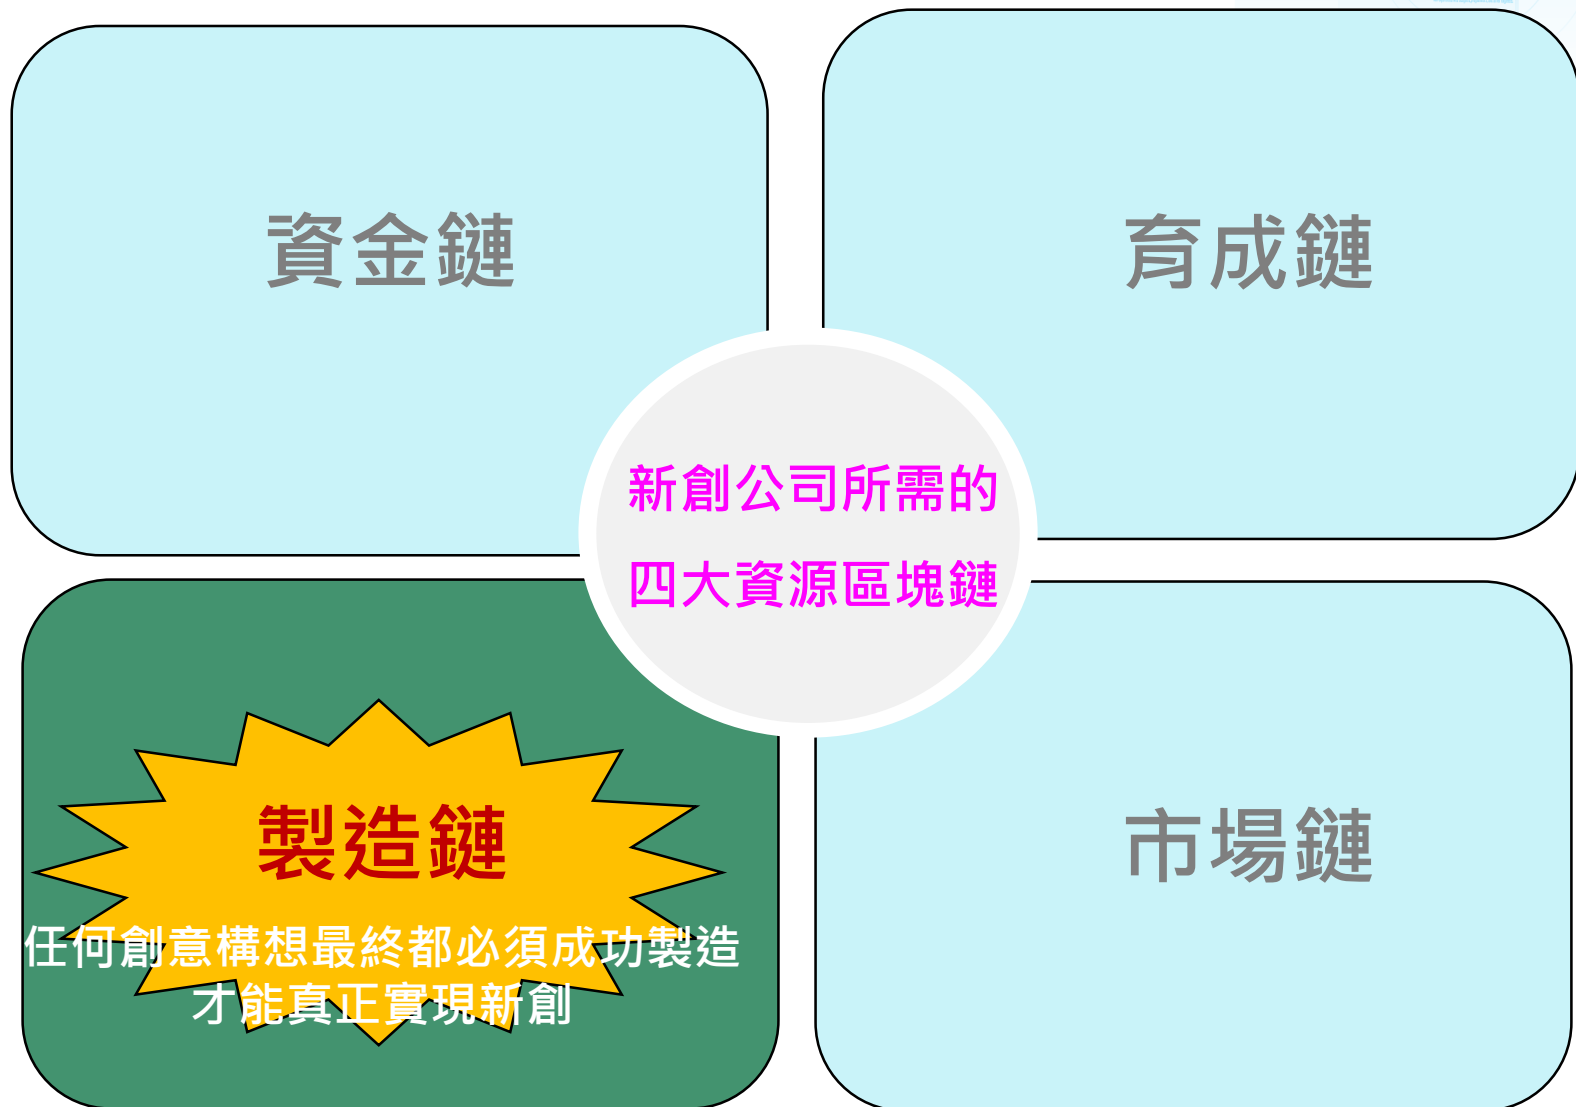 資金鏈
育成鏈
新創公司所需的
四大資源區塊鏈
製造鏈
任何創意構想最終都必須成功製造
才能真正實現新創
市場鏈